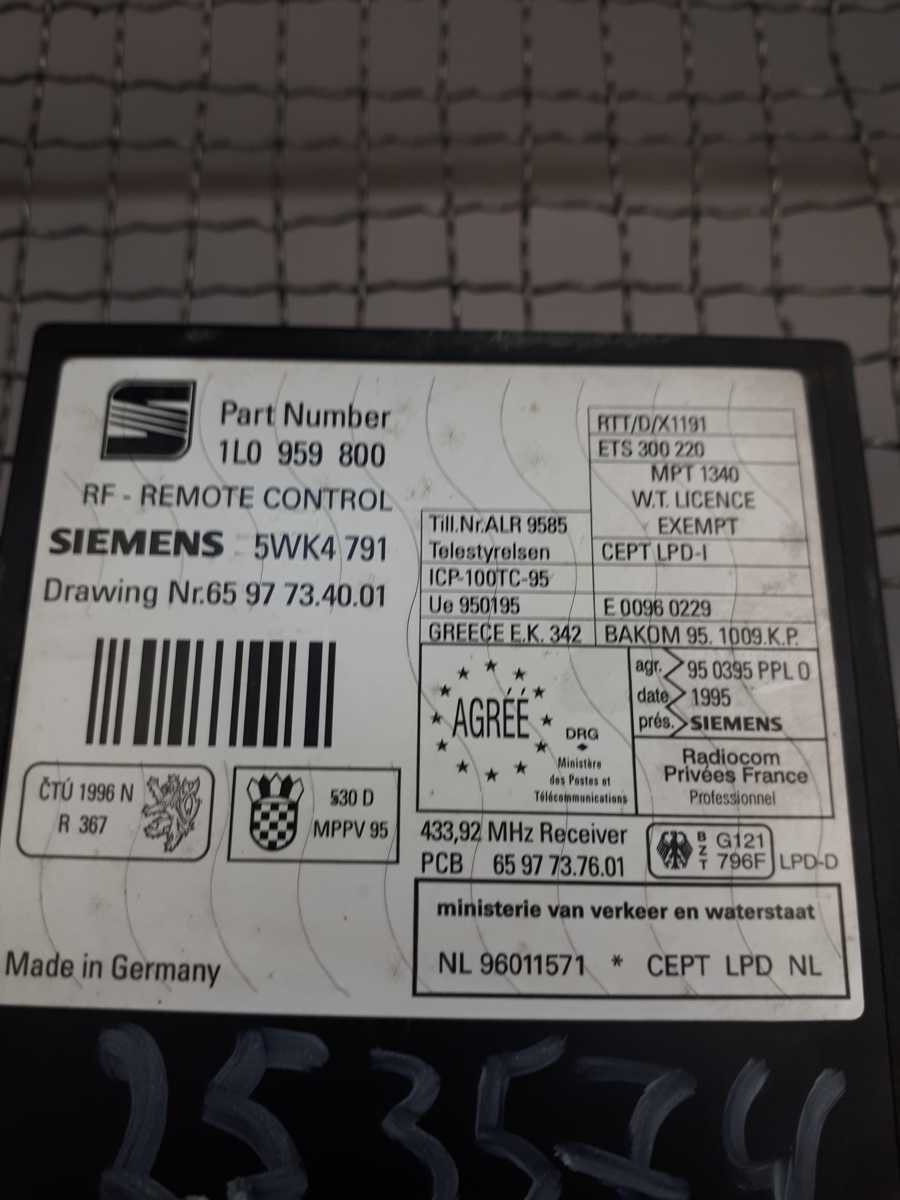 Part Number
1L0 959 800
RF - REMOTE CONTROL
SIEMENS 5WK4 791
Drawing Nr.65 97 73.40.01
RTT/D/X1191
ETS 300 220
MPT 1340
W.T. LICENCE
EXEMPT
Till.Nr.ALR 9585
Telestyrelsen
CEPT LPD-I
ICP-100TC-95
Ue 950195
E 0096 0229
GREECE E.K. 342
BAKOM 95. 1009.K.P.
AGRÉÉ
DRG
Ministère
des Postes et
Télécommunications
agr. 95 0395 PPL 0
date 1995
prés. SIEMENS
Radiocom
Privées France
Professionnel
ČTÚ 1996 N
R 367
530 D
MPPV 95
433,92 MHz Receiver
PCB 65 97 73.76.01
BZT
G121
796F
LPD-D
ministerie van verkeer en waterstaat
NL 96011571 * CEPT LPD NL
Made in Germany
253574